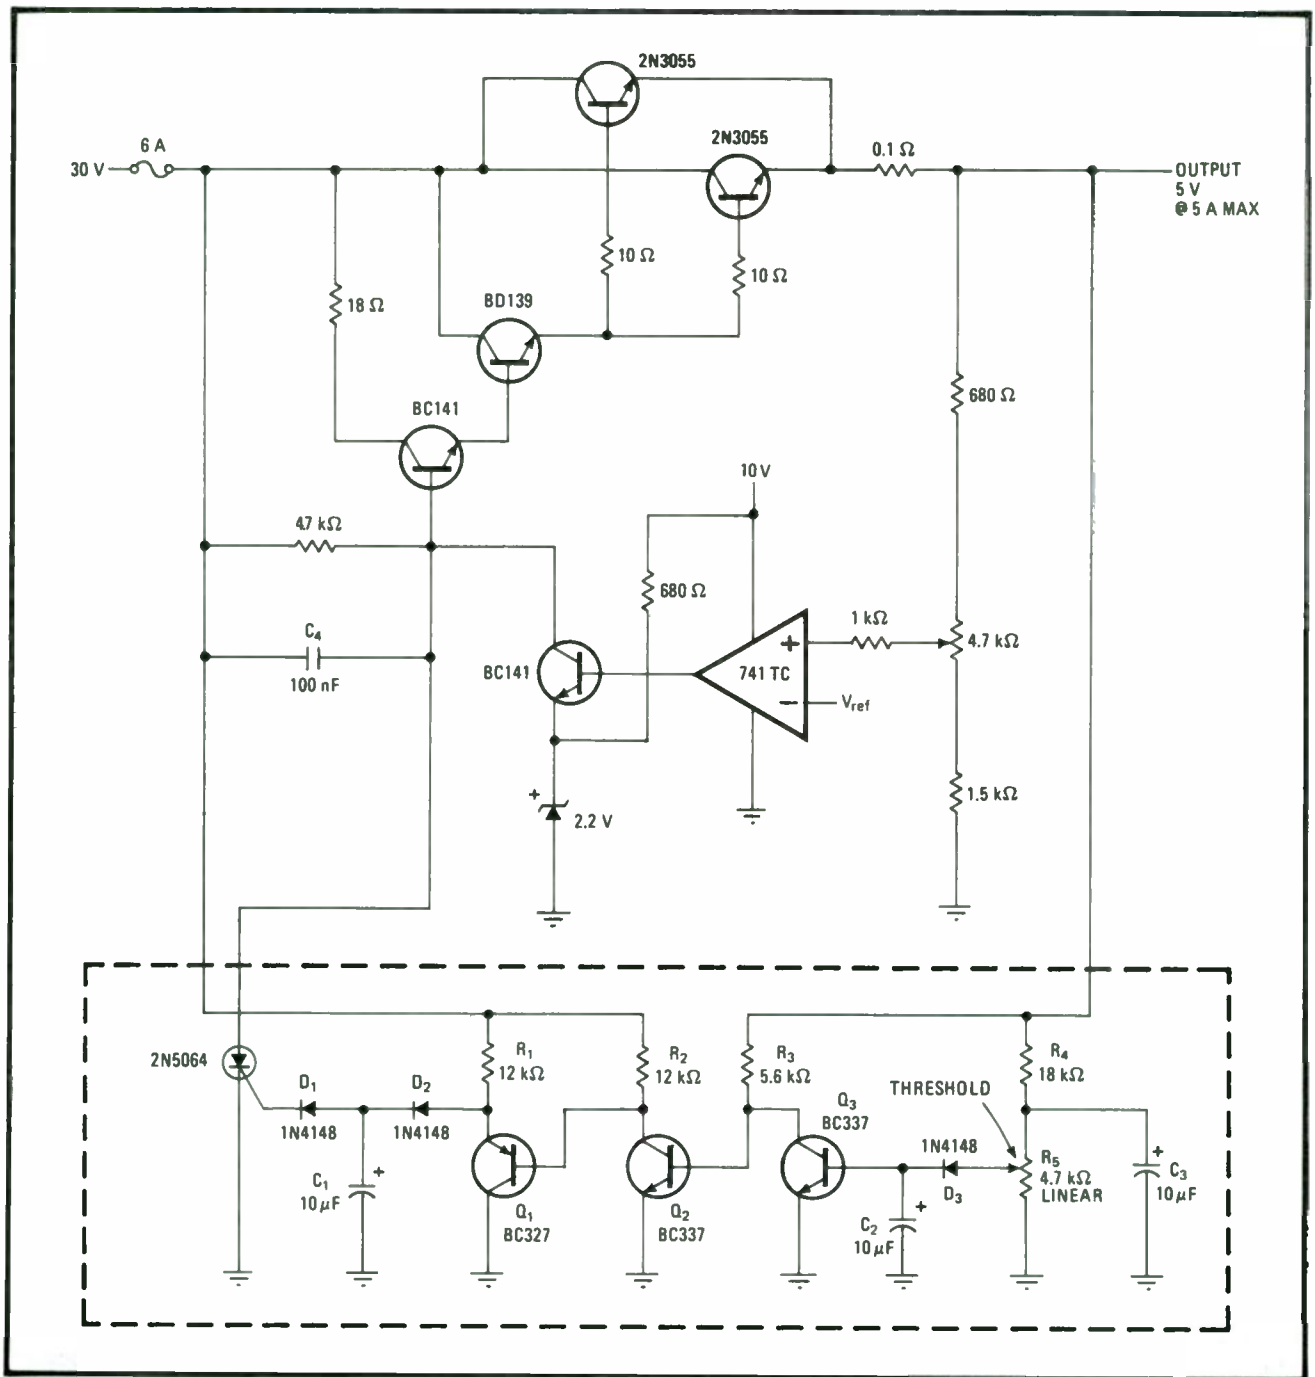 2N3055
2N3055
6 A
30 V
0.1 Ω
OUTPUT
5 V
@ 5 A MAX
10 Ω
10 Ω
18 Ω
BD139
680 Ω
BC141
10 V
4.7 kΩ
680 Ω
1 kΩ
4.7 kΩ
C4
100 nF
BC141
+
741 TC
−
Vref
+
2.2 V
1.5 kΩ
2N5064
D1
1N4148
D2
1N4148
R1
12 kΩ
R2
12 kΩ
R3
5.6 kΩ
R4
18 kΩ
THRESHOLD
Q3
BC337
1N4148
D3
R5
4.7 kΩ
LINEAR
+
C3
10 μF
+
C1
10 μF
Q1
BC327
Q2
BC337
+
C2
10 μF